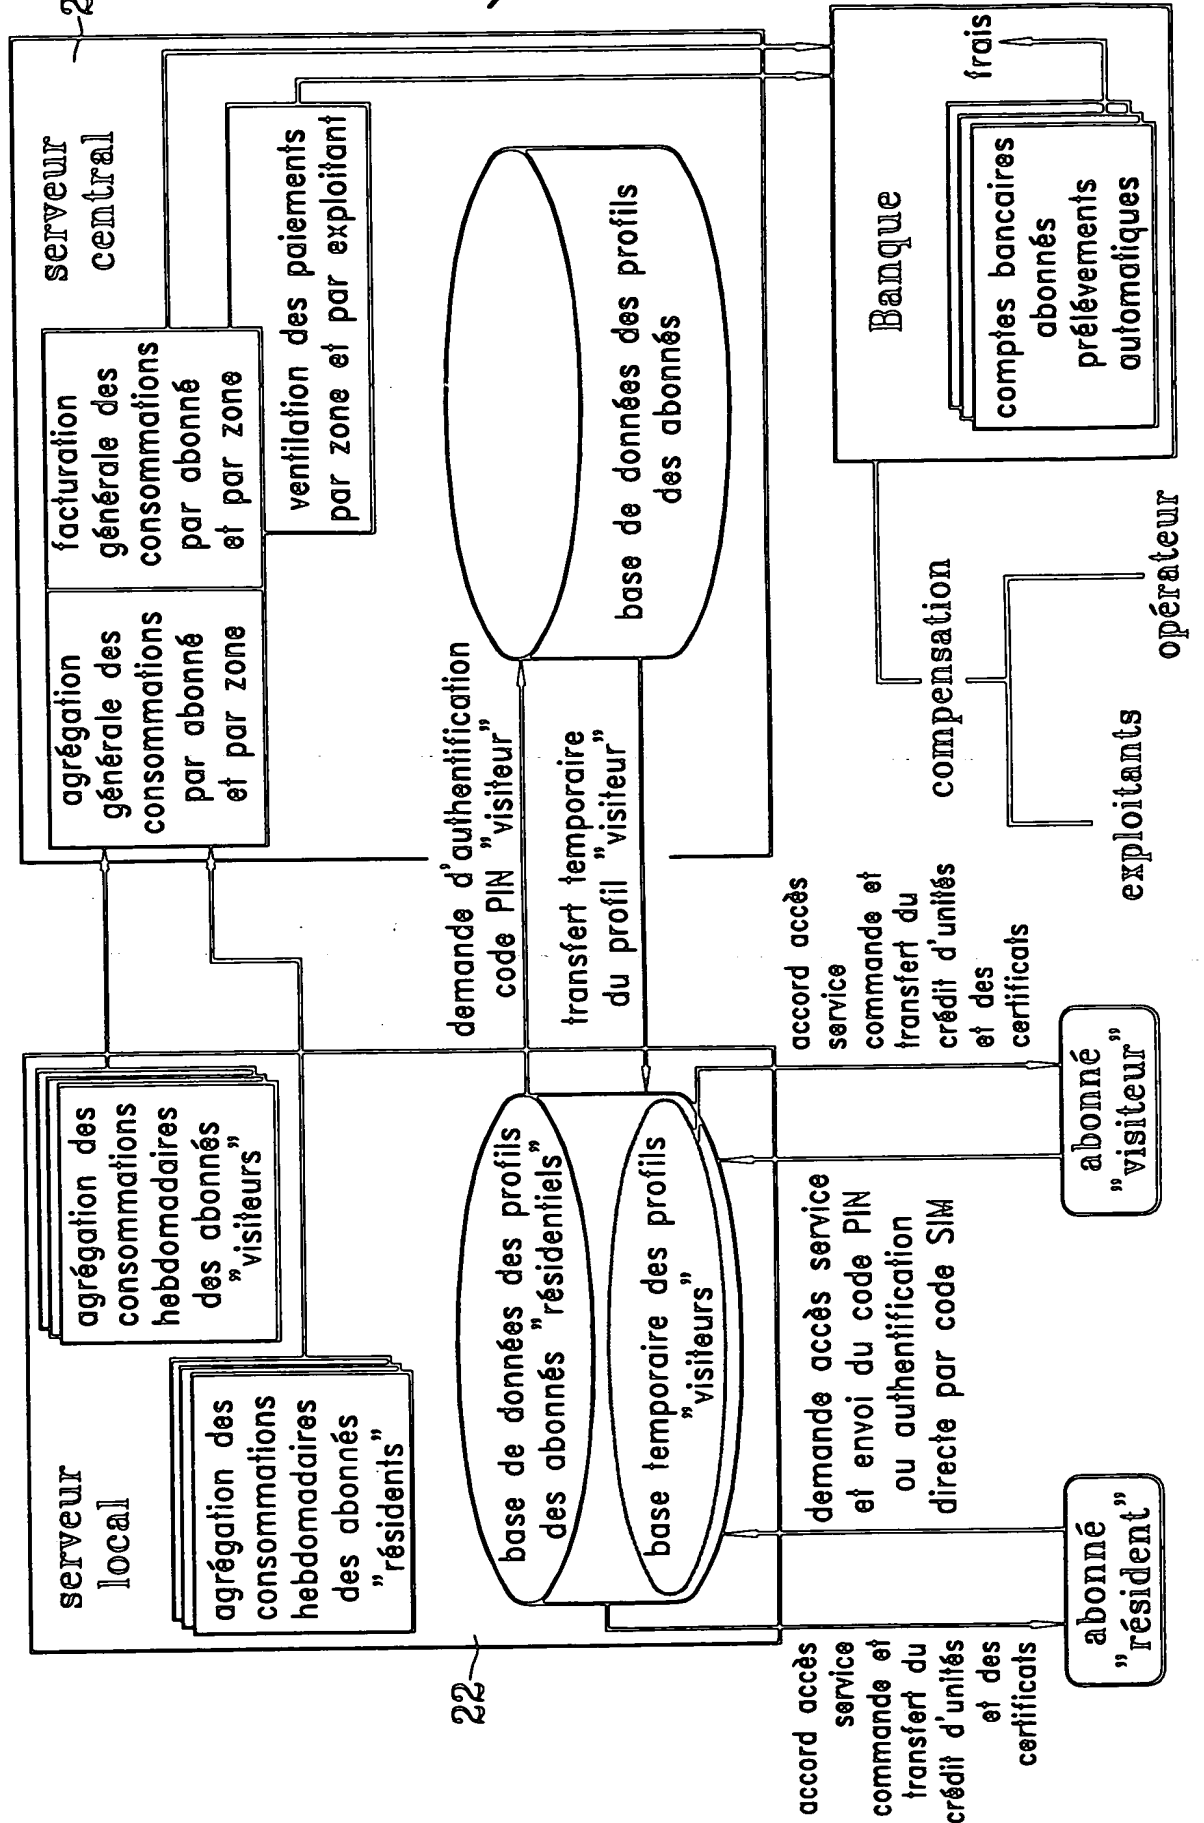 serveur
local
22
agrégation des
consommations
hebdomadaires
des abonnés
"visiteurs"
agrégation des
consommations
hebdomadaires
des abonnés
"résidents"
base de données des profils
des abonnés "résidentiels"
base temporaire des profils
"visiteurs"
serveur
central
agrégation
générale des
consommations
par abonné
et par zone
facturation
générale des
consommations
par abonné
et par zone
ventilation des paiements
par zone et par exploitant
demande d'authentification
code PIN "visiteur"
transfert temporaire
du profil "visiteur"
base de données des profils
des abonnés
accord accès
service
commande et
transfert du
crédit d'unités
et des
certificats
demande accès service
et envoi du code PIN
ou authentification
directe par code SIM
accord accès
service
commande et
transfert du
crédit d'unités
et des
certificats
abonné
"résident"
abonné
"visiteur"
Banque
frais
comptes bancaires
abonnés
prélévements
automatiques
compensation
exploitants
opérateur